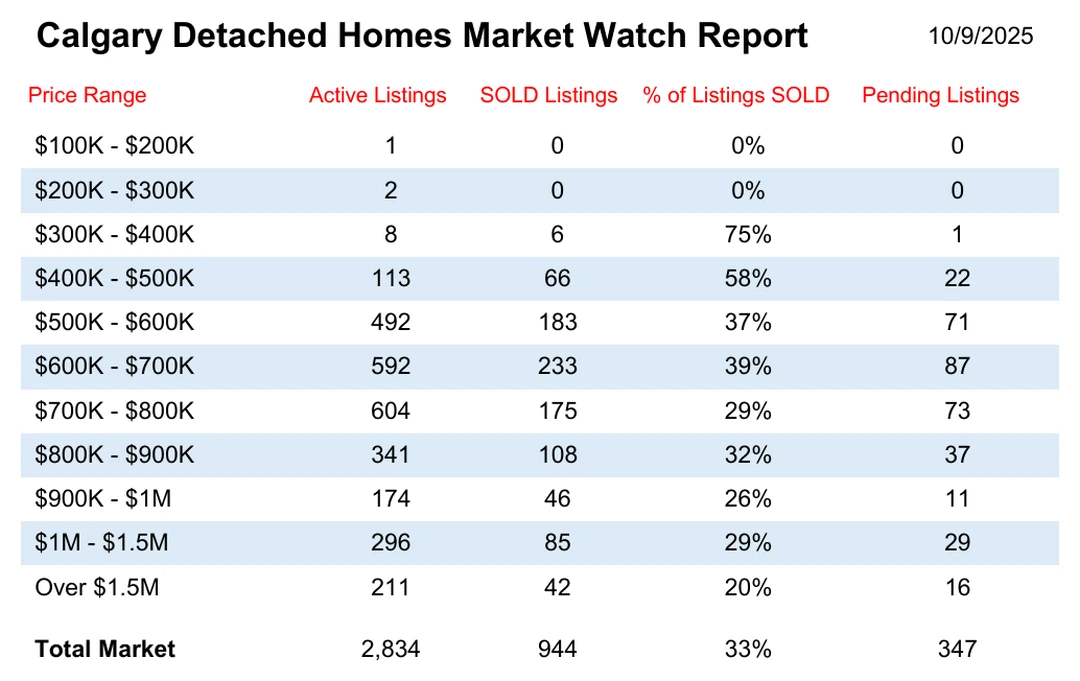 Calgary Detached Homes Market Watch Report 10/9/2025
Price Range Active Listings SOLD Listings % of Listings SOLD Pending Listings
$100K - $200K 1 0 0% 0
$200K - $300K 2 0 0% 0
$300K - $400K 8 6 75% 1
$400K - $500K 113 66 58% 22
$500K - $600K 492 183 37% 71
$600K - $700K 592 233 39% 87
$700K - $800K 604 175 29% 73
$800K - $900K 341 108 32% 37
$900K - $1M 174 46 26% 11
$1M - $1.5M 296 85 29% 29
Over $1.5M 211 42 20% 16
Total Market 2,834 944 33% 347